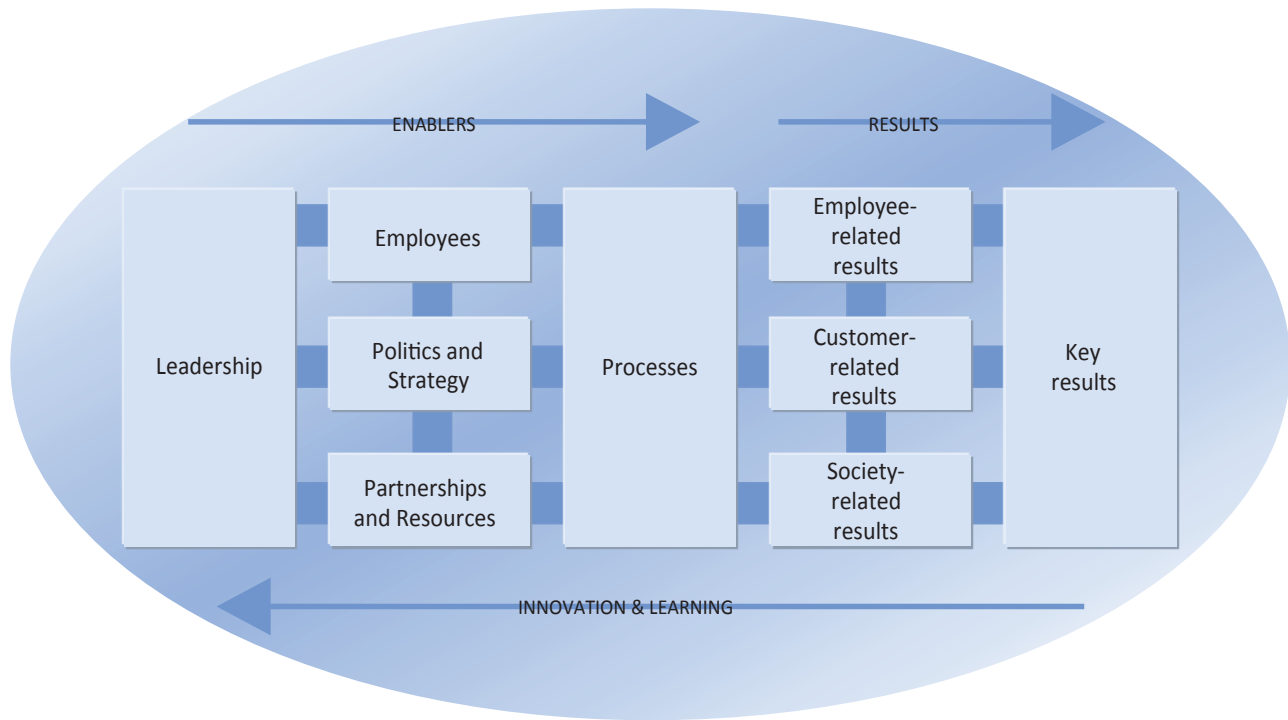 ENABLERS
RESULTS
Leadership
Employees
Politics and
Strategy
Partnerships
and Resources
Processes
Employee-
related
results
Customer-
related
results
Society-
related
results
Key
results
INNOVATION & LEARNING